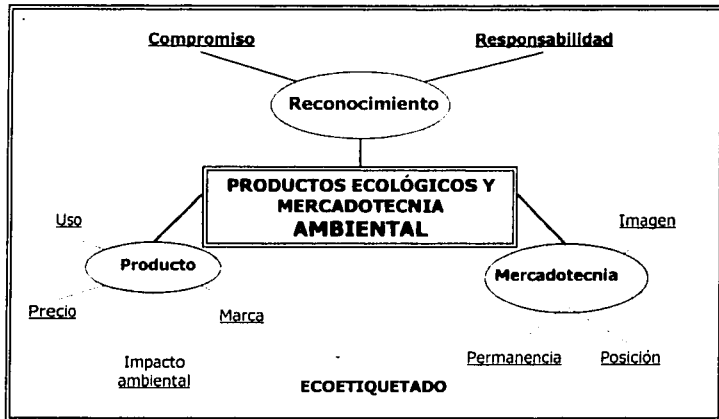 Compromiso
Responsabilidad
Reconocimiento
PRODUCTOS ECOLÓGICOS Y
MERCADOTECNIA
AMBIENTAL
Uso
Imagen
Producto
Mercadotecnia
Precio
Marca
Impacto
ambiental
Permanencia
Posición
ECOETIQUETADO